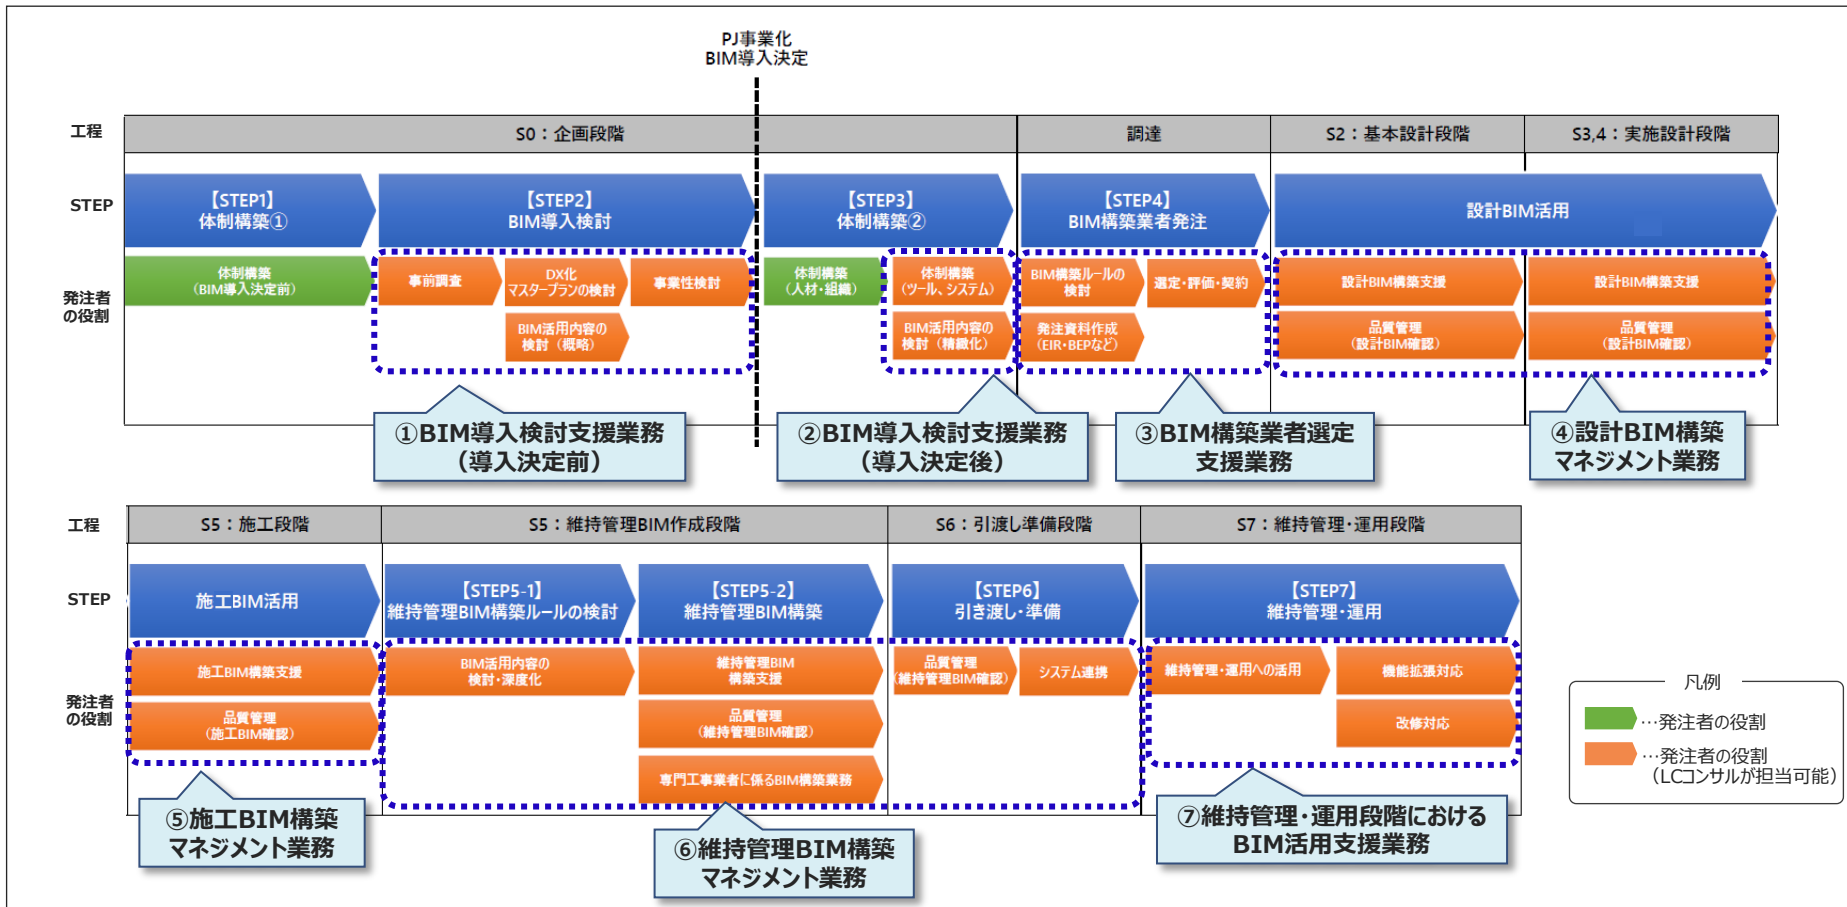 PJ事業化
BIM導入決定
工程
S0：企画段階
調達
S2：基本設計段階
S3,4：実施設計段階
STEP
【STEP1】
体制構築①
【STEP2】
BIM導入検討
【STEP3】
体制構築②
【STEP4】
BIM構築業者発注
設計BIM活用
発注者
の役割
体制構築
（BIM導入決定前）
事前調査
DX化
マスタープランの検討
事業性検討
BIM活用内容の
検討（概略）
体制構築
（人材・組織）
体制構築
（ツール、システム）
BIM活用内容の
検討（精緻化）
BIM構築ルールの
検討
選定・評価・契約
発注資料作成
（EIR・BEPなど）
設計BIM構築支援
品質管理
（設計BIM確認）
設計BIM構築支援
品質管理
（設計BIM確認）
①BIM導入検討支援業務
（導入決定前）
②BIM導入検討支援業務
（導入決定後）
③BIM構築業者選定
支援業務
④設計BIM構築
マネジメント業務
工程
S5：施工段階
S5：維持管理BIM作成段階
S6：引渡し準備段階
S7：維持管理・運用段階
STEP
施工BIM活用
【STEP5-1】
維持管理BIM構築ルールの検討
【STEP5-2】
維持管理BIM構築
【STEP6】
引き渡し・準備
【STEP7】
維持管理・運用
発注者
の役割
施工BIM構築支援
品質管理
（施工BIM確認）
BIM活用内容の
検討・深度化
維持管理BIM
構築支援
品質管理
（維持管理BIM確認）
専門工事業者に係るBIM構築業務
品質管理
（維持管理BIM確認）
システム連携
維持管理・運用への活用
機能拡張対応
改修対応
⑤施工BIM構築
マネジメント業務
⑥維持管理BIM構築
マネジメント業務
⑦維持管理・運用段階における
BIM活用支援業務
凡例
…発注者の役割
…発注者の役割
（LCコンサルが担当可能）